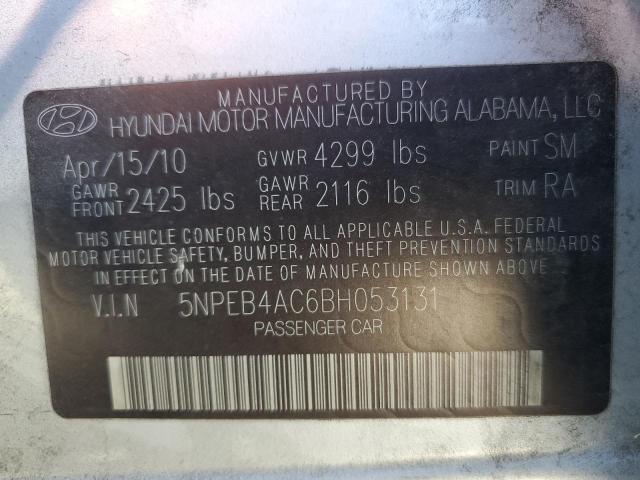 MANUFACTURED BY
HYUNDAI MOTOR MANUFACTURING ALABAMA, LLC
Apr/15/10 GVWR 4299 lbs PAINT SM
GAWR FRONT 2425 lbs GAWR REAR 2116 lbs TRIM RA
THIS VEHICLE CONFORMS TO ALL APPLICABLE U.S.A. FEDERAL
MOTOR VEHICLE SAFETY, BUMPER, AND THEFT PREVENTION STANDARDS
IN EFFECT ON THE DATE OF MANUFACTURE SHOWN ABOVE.
V.I.N 5NPEB4AC6BH053131
PASSENGER CAR